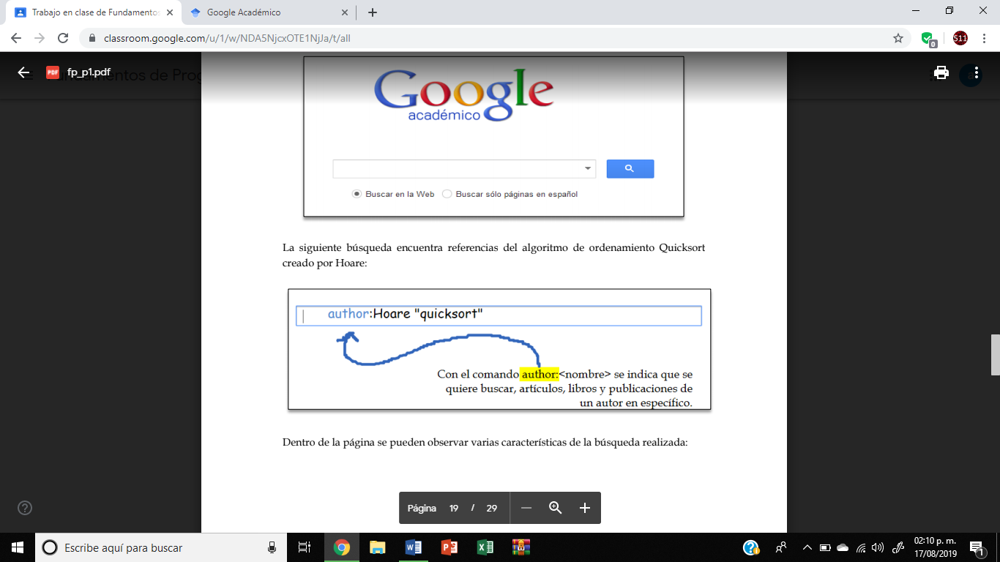 Trabajo en clase de Fundamento
Google Académico
classroom.google.com/u/1/w/NDA5NjcxOTE1NjJa/t/all
0
S11
fp_p1.pdf
Google
académico
Buscar en la Web
Buscar sólo páginas en español
La siguiente búsqueda encuentra referencias del algoritmo de ordenamiento Quicksort
creado por Hoare:
author:Hoare "quicksort"
Con el comando author:<nombre> se indica que se
quiere buscar, artículos, libros y publicaciones de
un autor en específico.
Dentro de la página se pueden observar varias características de la búsqueda realizada:
Página 19 / 29
Escribe aquí para buscar
02:10 p. m.
17/08/2019
1